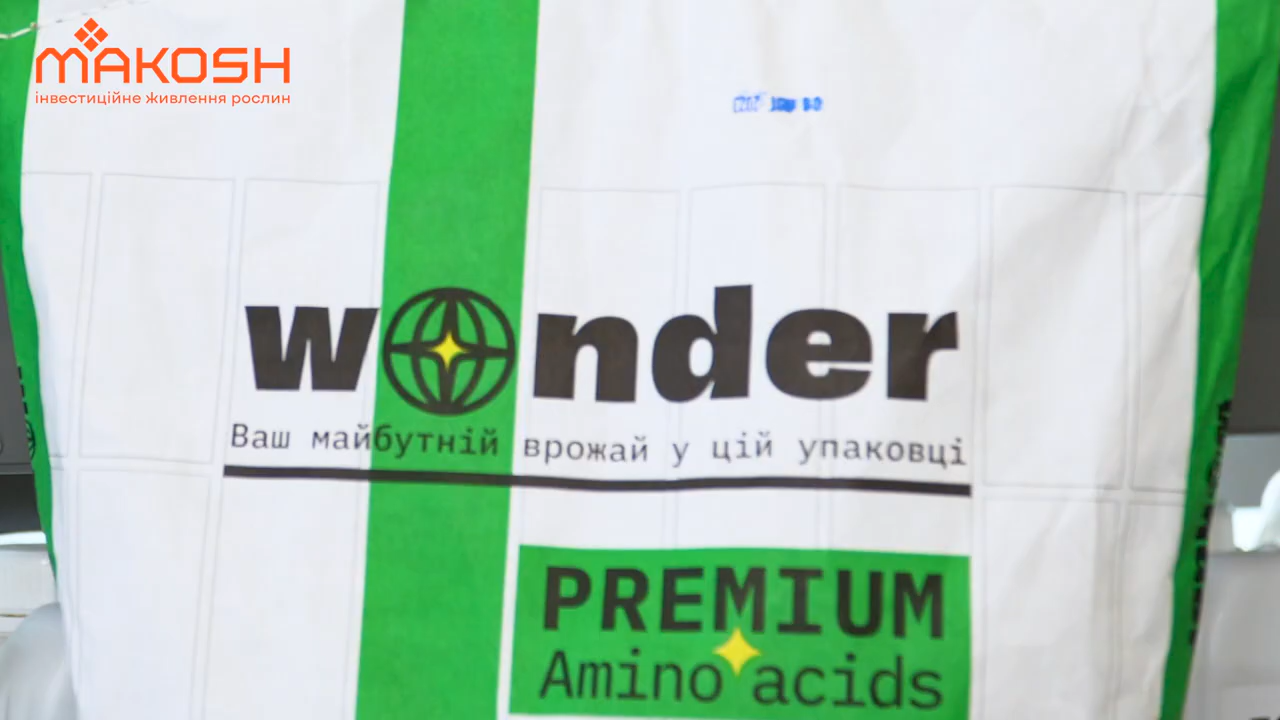 MAKOSH
інвестиційне живлення рослин
wonder
Ваш майбутній врожай у цій упаковці
PREMIUM
Amino acids